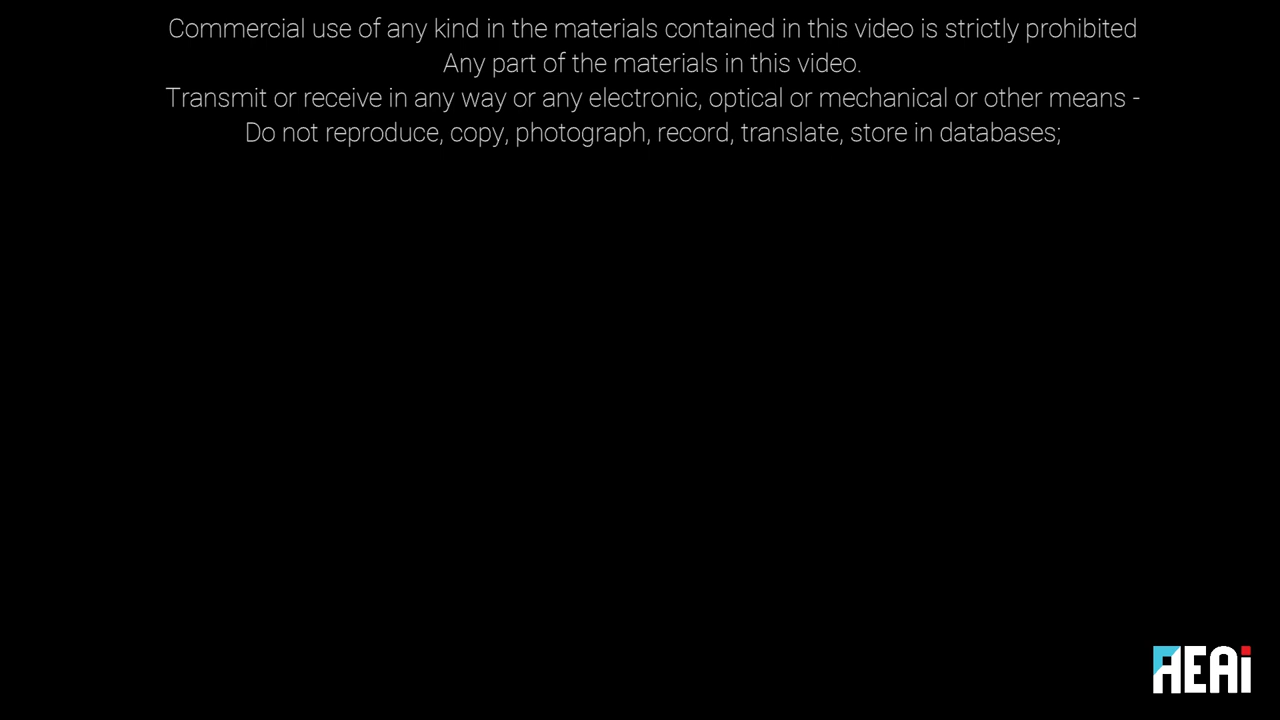 Commercial use of any kind in the materials contained in this video is strictly prohibited
Any part of the materials in this video.
Transmit or receive in any way or any electronic, optical or mechanical or other means -
Do not reproduce, copy, photograph, record, translate, store in databases;
AEAi